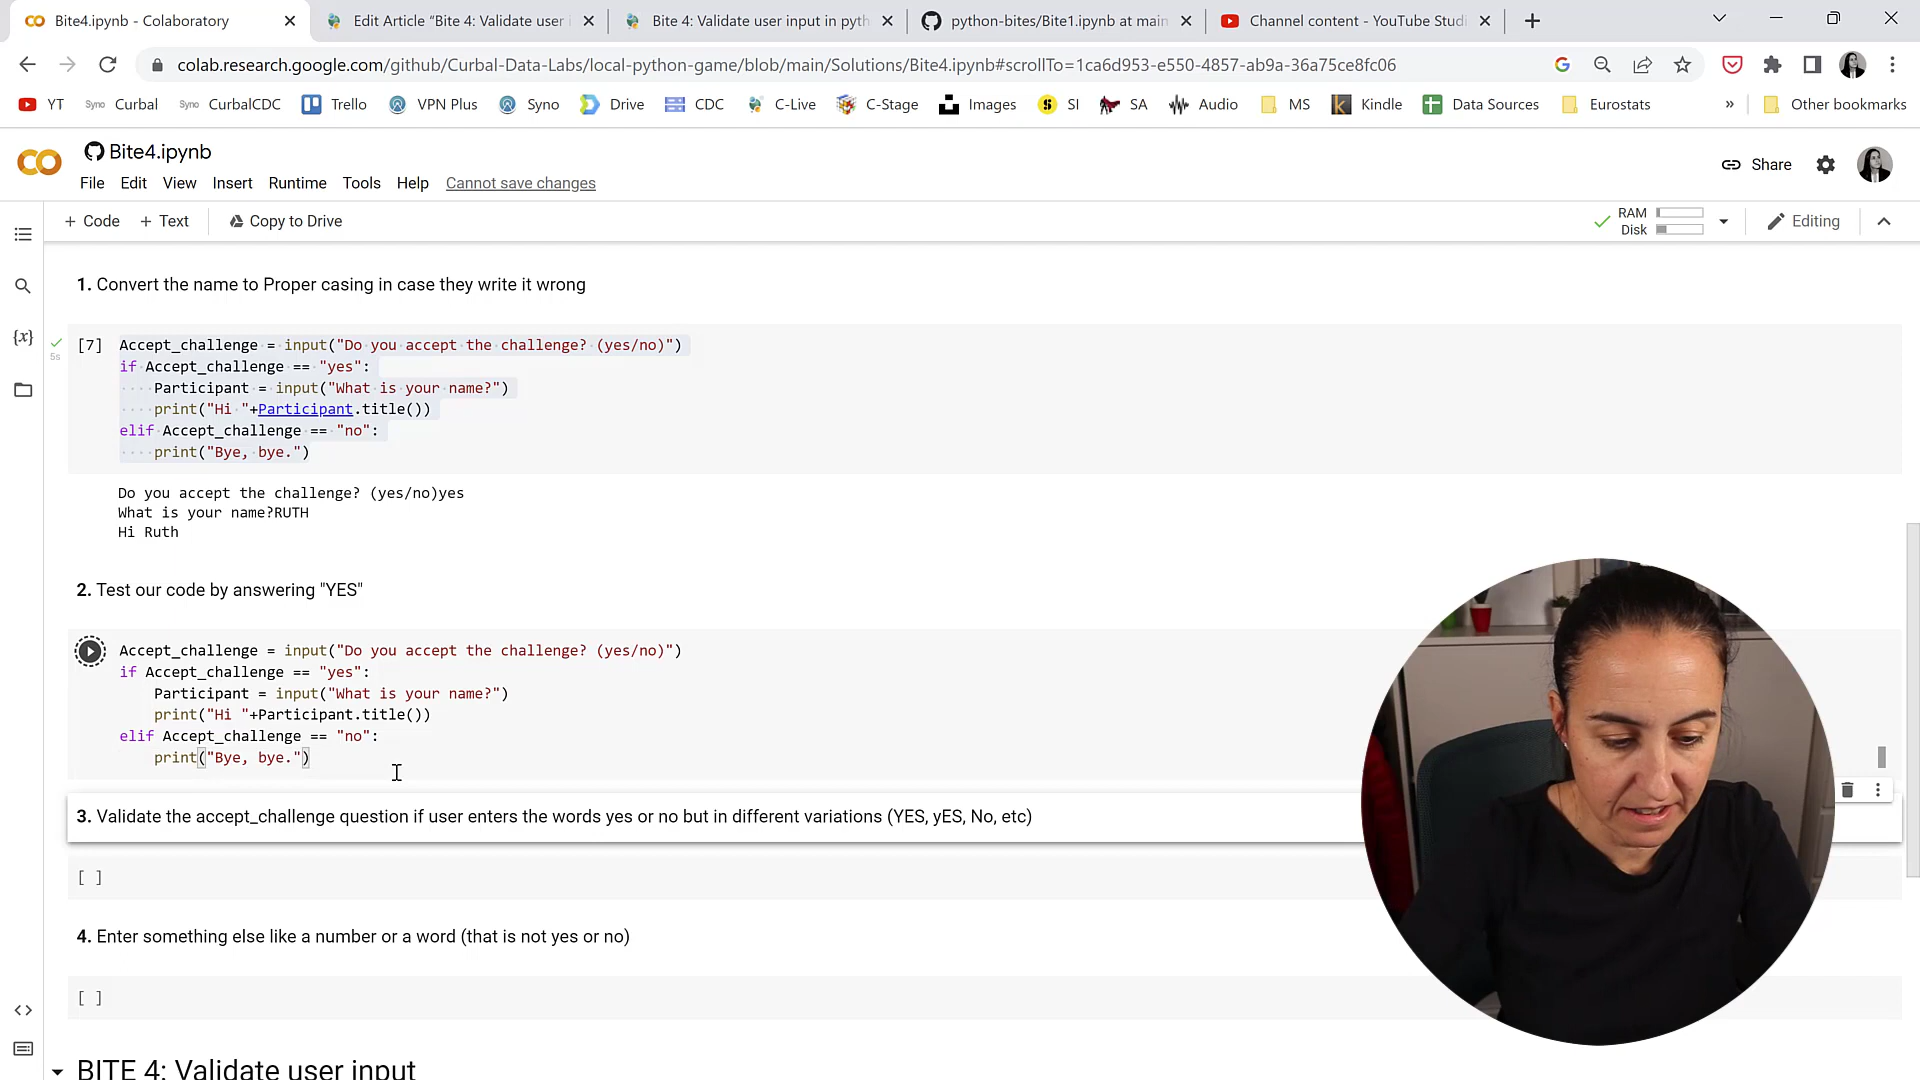 Bite4.ipynb - Colaboratory
Edit Article “Bite 4: Validate user i
Bite 4: Validate user input in pyth
python-bites/Bite1.ipynb at main
Channel content - YouTube Studi
colab.research.google.com/github/Curbal-Data-Labs/local-python-game/blob/main/Solutions/Bite4.ipynb#scrollTo=1ca6d953-e550-4857-ab9a-36a75ce8fc06
YT Syno Curbal Syno CurbalCDC Trello VPN Plus Syno Drive CDC C-Live C-Stage Images SI SA Audio MS Kindle Data Sources Eurostats » Other bookmarks
Bite4.ipynb
Share
File Edit View Insert Runtime Tools Help Cannot save changes
+ Code + Text Copy to Drive
RAM
Disk
Editing
1. Convert the name to Proper casing in case they write it wrong
[7] Accept_challenge = input("Do you accept the challenge? (yes/no)")
5s
if Accept_challenge == "yes":
Participant = input("What is your name?")
print("Hi "+Participant.title())
elif Accept_challenge == "no":
print("Bye, bye.")
Do you accept the challenge? (yes/no)yes
What is your name?RUTH
Hi Ruth
2. Test our code by answering "YES"
Accept_challenge = input("Do you accept the challenge? (yes/no)")
if Accept_challenge == "yes":
Participant = input("What is your name?")
print("Hi "+Participant.title())
elif Accept_challenge == "no":
print("Bye, bye.")
3. Validate the accept_challenge question if user enters the words yes or no but in different variations (YES, yES, No, etc)
[ ]
4. Enter something else like a number or a word (that is not yes or no)
[ ]
BITE 4: Validate user input